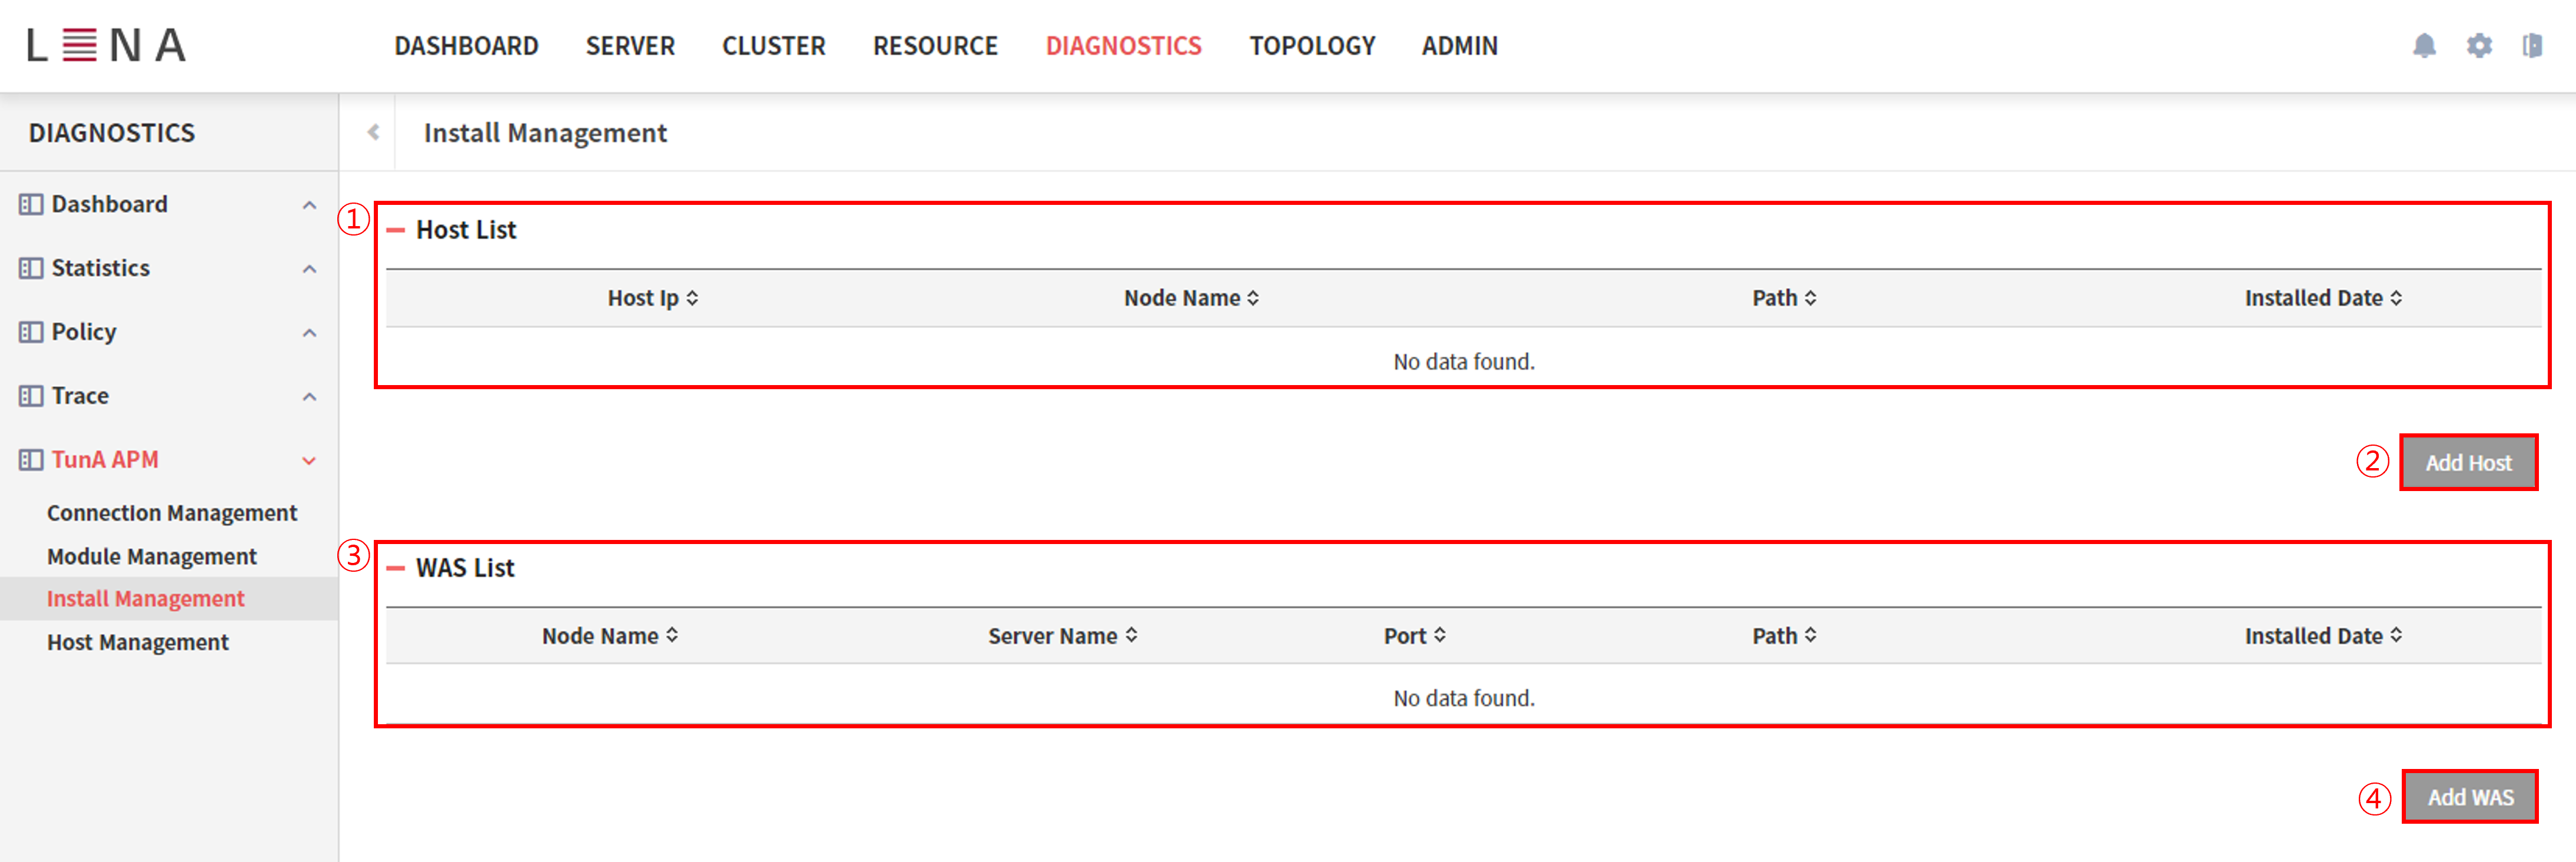 LENA
DASHBOARD SERVER CLUSTER RESOURCE DIAGNOSTICS TOPOLOGY ADMIN
DIAGNOSTICS
Install Management
Dashboard
Statistics
Policy
Trace
TunA APM
Connection Management
Module Management
Install Management
Host Management
① Host List
Host Ip Node Name Path Installed Date
No data found.
② Add Host
③ WAS List
Node Name Server Name Port Path Installed Date
No data found.
④ Add WAS